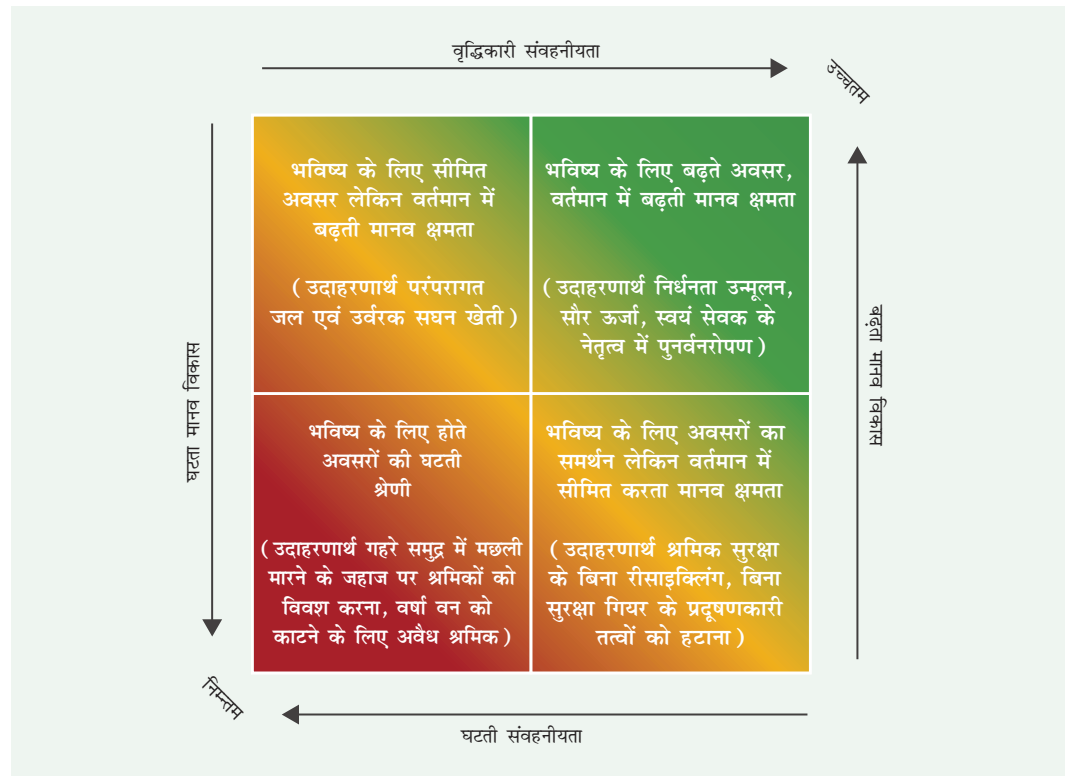 वृद्धिकारी संवहनीयता
उच्चतम
घटता मानव विकास
भविष्य के लिए सीमित
अवसर लेकिन वर्तमान में
बढ़ती मानव क्षमता
(उदाहरणार्थ परंपरागत
जल एवं उर्वरक सघन खेती)
भविष्य के लिए बढ़ते अवसर,
वर्तमान में बढ़ती मानव क्षमता
(उदाहरणार्थ निर्धनता उन्मूलन,
सौर ऊर्जा, स्वयं सेवक के
नेतृत्व में पुनर्वनरोपण)
बढ़ता मानव विकास
भविष्य के लिए होते
अवसरों की घटती
श्रेणी
(उदाहरणार्थ गहरे समुद्र में मछली
मारने के जहाज पर श्रमिकों को
विवश करना, वर्षा वन को
काटने के लिए अवैध श्रमिक)
भविष्य के लिए अवसरों का
समर्थन लेकिन वर्तमान में
सीमित करता मानव क्षमता
(उदाहरणार्थ श्रमिक सुरक्षा
के बिना रीसाइक्लिंग, बिना
सुरक्षा गियर के प्रदूषणकारी
तत्वों को हटाना)
निम्नतम
घटती संवहनीयता